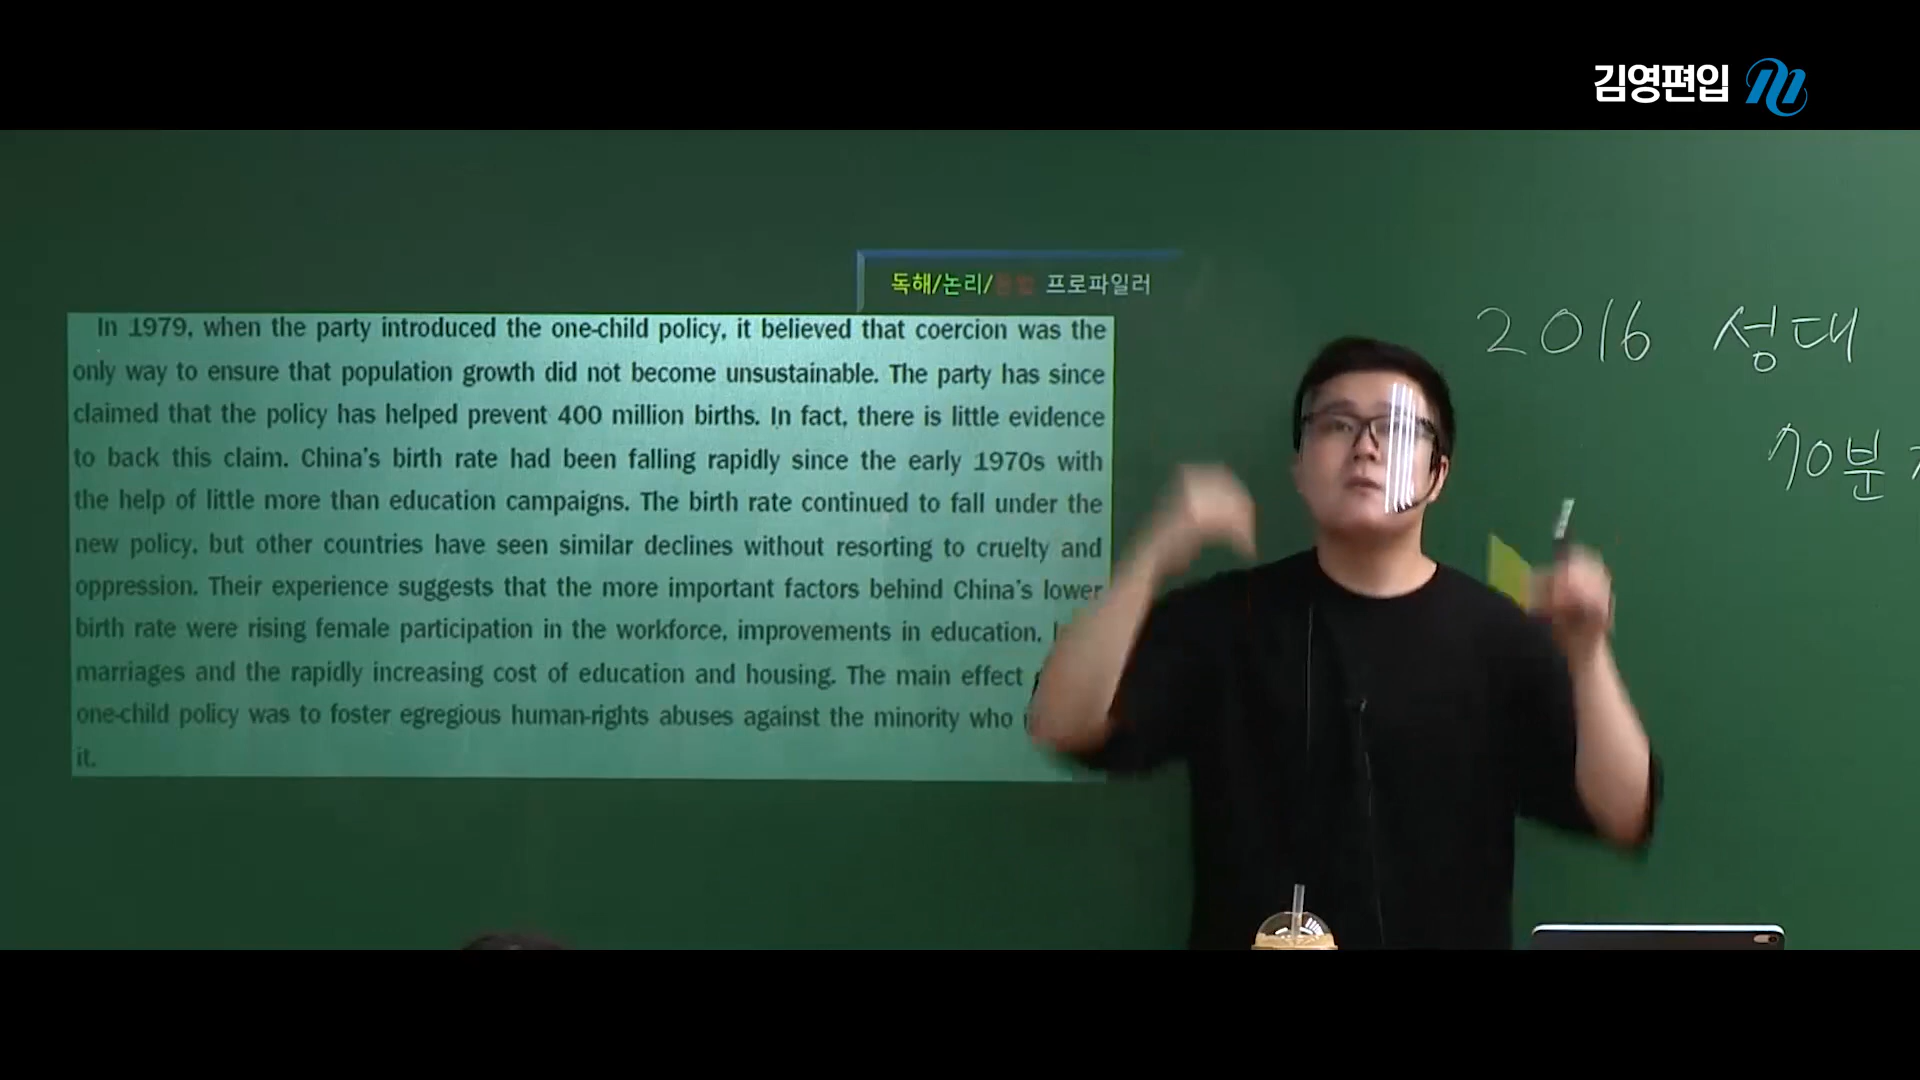 김영편입
독해/논리/문법 프로파일러
In 1979, when the party introduced the one-child policy, it believed that coercion was the
only way to ensure that population growth did not become unsustainable. The party has since
claimed that the policy has helped prevent 400 million births. In fact, there is little evidence
to back this claim. China's birth rate had been falling rapidly since the early 1970s with
the help of little more than education campaigns. The birth rate continued to fall under the
new policy, but other countries have seen similar declines without resorting to cruelty and
oppression. Their experience suggests that the more important factors behind China's lower
birth rate were rising female participation in the workforce, improvements in education,
marriages and the rapidly increasing cost of education and housing. The main effect
one-child policy was to foster egregious human-rights abuses against the minority who
it.
2016 성대
70분